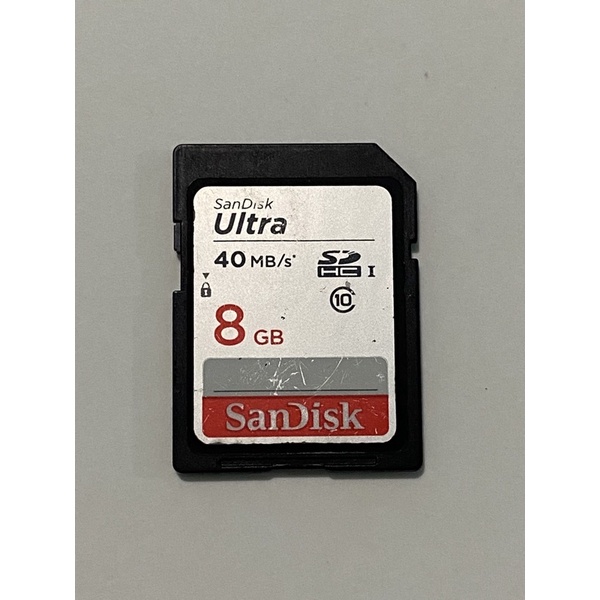 SanDisk
Ultra
40 MB/s*
SD
HC I
10
8 GB
SanDisk